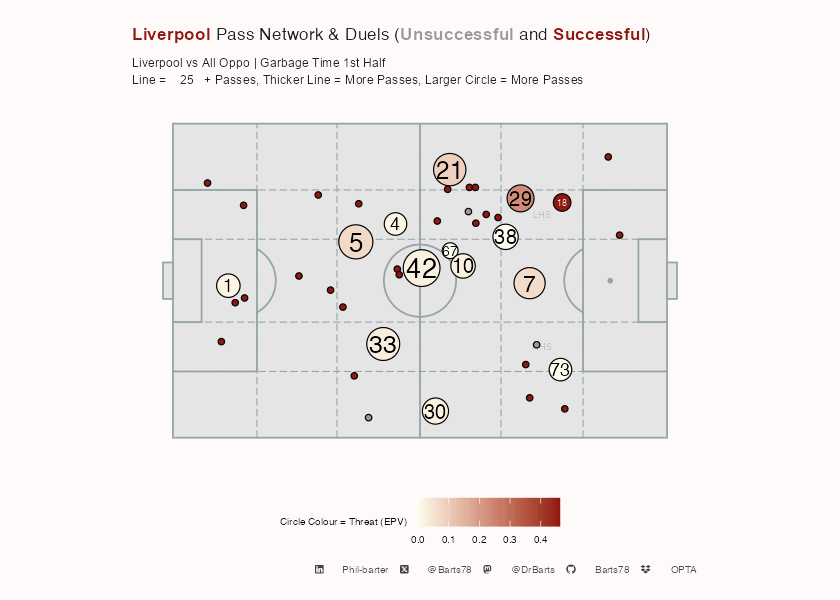 Liverpool Pass Network & Duels (Unsuccessful and Successful)
Liverpool vs All Oppo | Garbage Time 1st Half
Line = 25 + Passes, Thicker Line = More Passes, Larger Circle = More Passes
21
29
18
LHS
4
38
5
67
42
10
1
7
33
HS
73
30
Circle Colour = Threat (EPV)
0.0 0.1 0.2 0.3 0.4
Phil-barter @Barts78 @DrBarts Barts78 OPTA